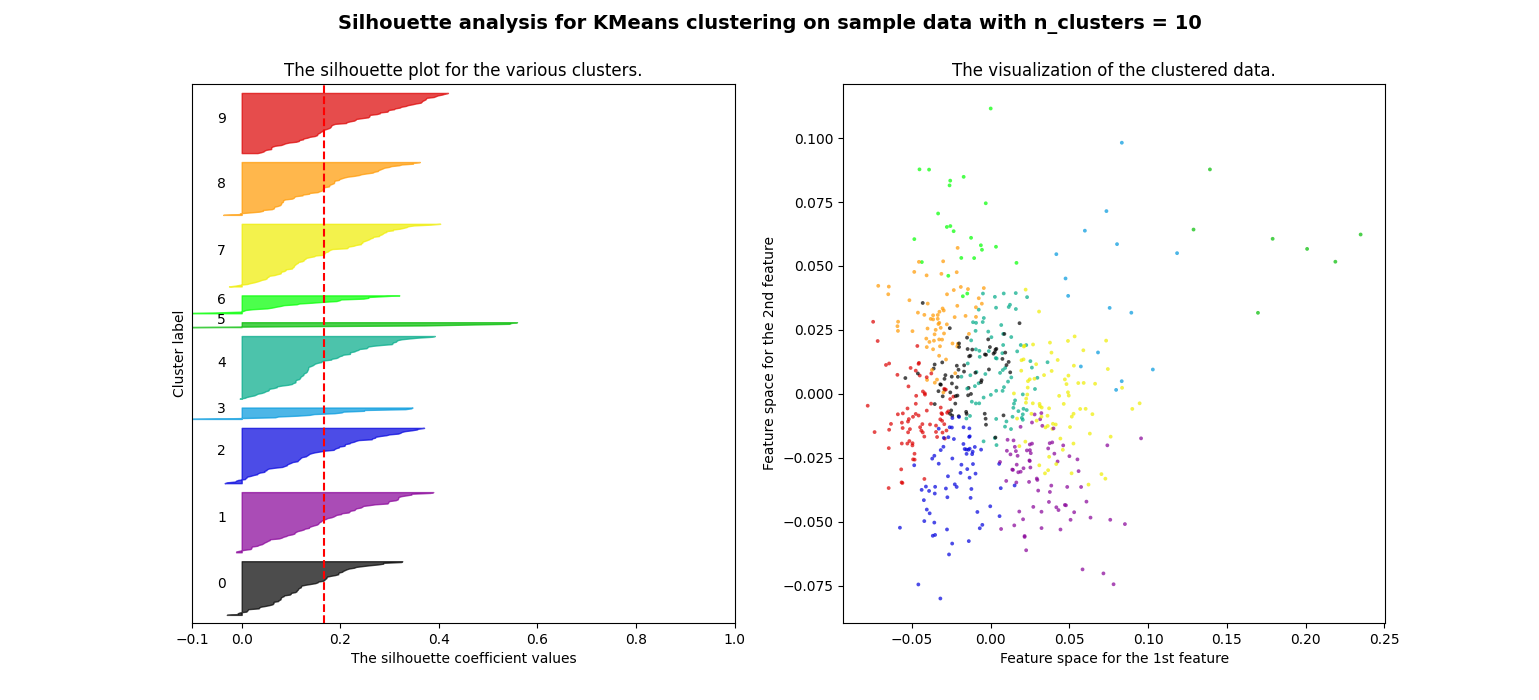 Silhouette analysis for KMeans clustering on sample data with n_clusters = 10
The silhouette plot for the various clusters.
9
8
7
6
5
4
3
2
1
0
Cluster label
−0.1 0.0 0.2 0.4 0.6 0.8 1.0
The silhouette coefficient values
The visualization of the clustered data.
0.100
0.075
0.050
0.025
0.000
−0.025
−0.050
−0.075
Feature space for the 2nd feature
−0.05 0.00 0.05 0.10 0.15 0.20 0.25
Feature space for the 1st feature